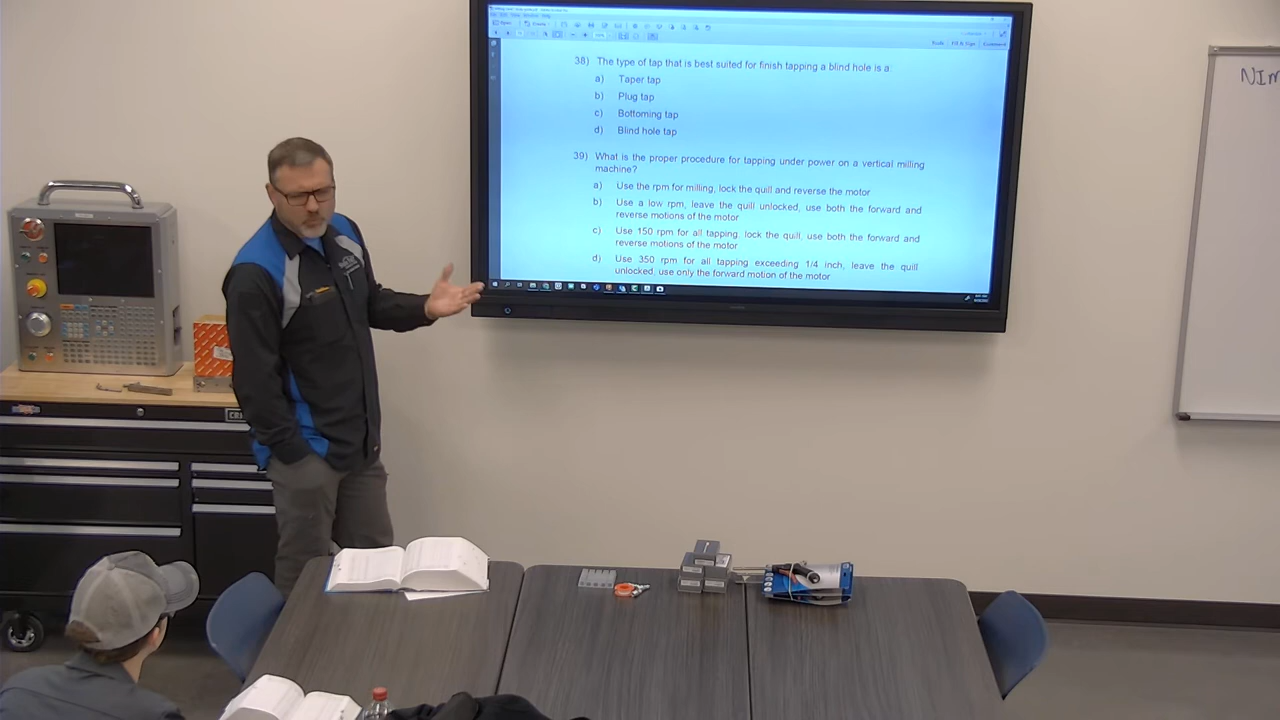 38) The type of tap that is best suited for finish tapping a blind hole is a:
a) Taper tap
b) Plug tap
c) Bottoming tap
d) Blind hole tap
39) What is the proper procedure for tapping under power on a vertical milling
machine?
a) Use the rpm for milling, lock the quill and reverse the motor
b) Use a low rpm, leave the quill unlocked, use both the forward and
reverse motions of the motor
c) Use 150 rpm for all tapping, lock the quill, use both the forward and
reverse motions of the motor
d) Use 350 rpm for all tapping exceeding 1/4 inch, leave the quill
unlocked, use only the forward motion of the motor